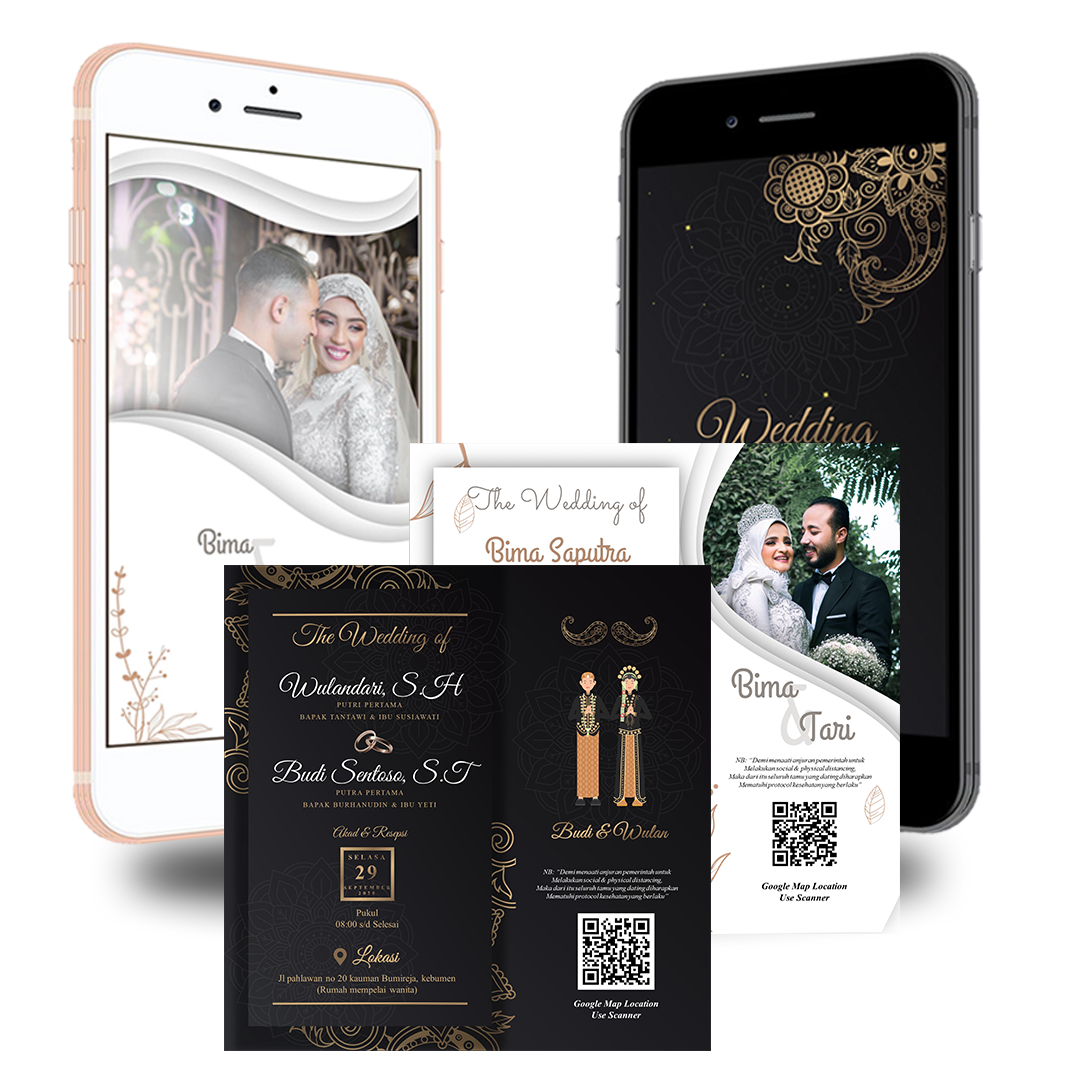 Bima
Wedding
The Wedding of
Bima Saputra
Bima
&
Tari
NB: “Demi menaati anjuran pemerintah untuk
Melakukan social & physical distancing,
Maka dari itu seluruh tamu yang dating diharapkan
Mematuhi protocol kesehatan yang berlaku”
Google Map Location
Use Scanner
The Wedding of
Wulandari, S.H
PUTRI PERTAMA
BAPAK TANTAWI & IBU SUSIAWATI
Budi Sentoso, S.T
PUTRA PERTAMA
BAPAK BURHANUDIN & IBU YETI
Akad & Resepsi
SELASA
29
SEPTEMBER
Pukul
08:00 s/d Selesai
Lokasi
Jl pahlawan no 20 kauman Bumireja, kebumen
(Rumah mempelai wanita)
Budi & Wulan
NB: “Demi menaati anjuran pemerintah untuk
Melakukan social & physical distancing,
Maka dari itu seluruh tamu yang dating diharapkan
Mematuhi protocol kesehatan yang berlaku”
Google Map Location
Use Scanner